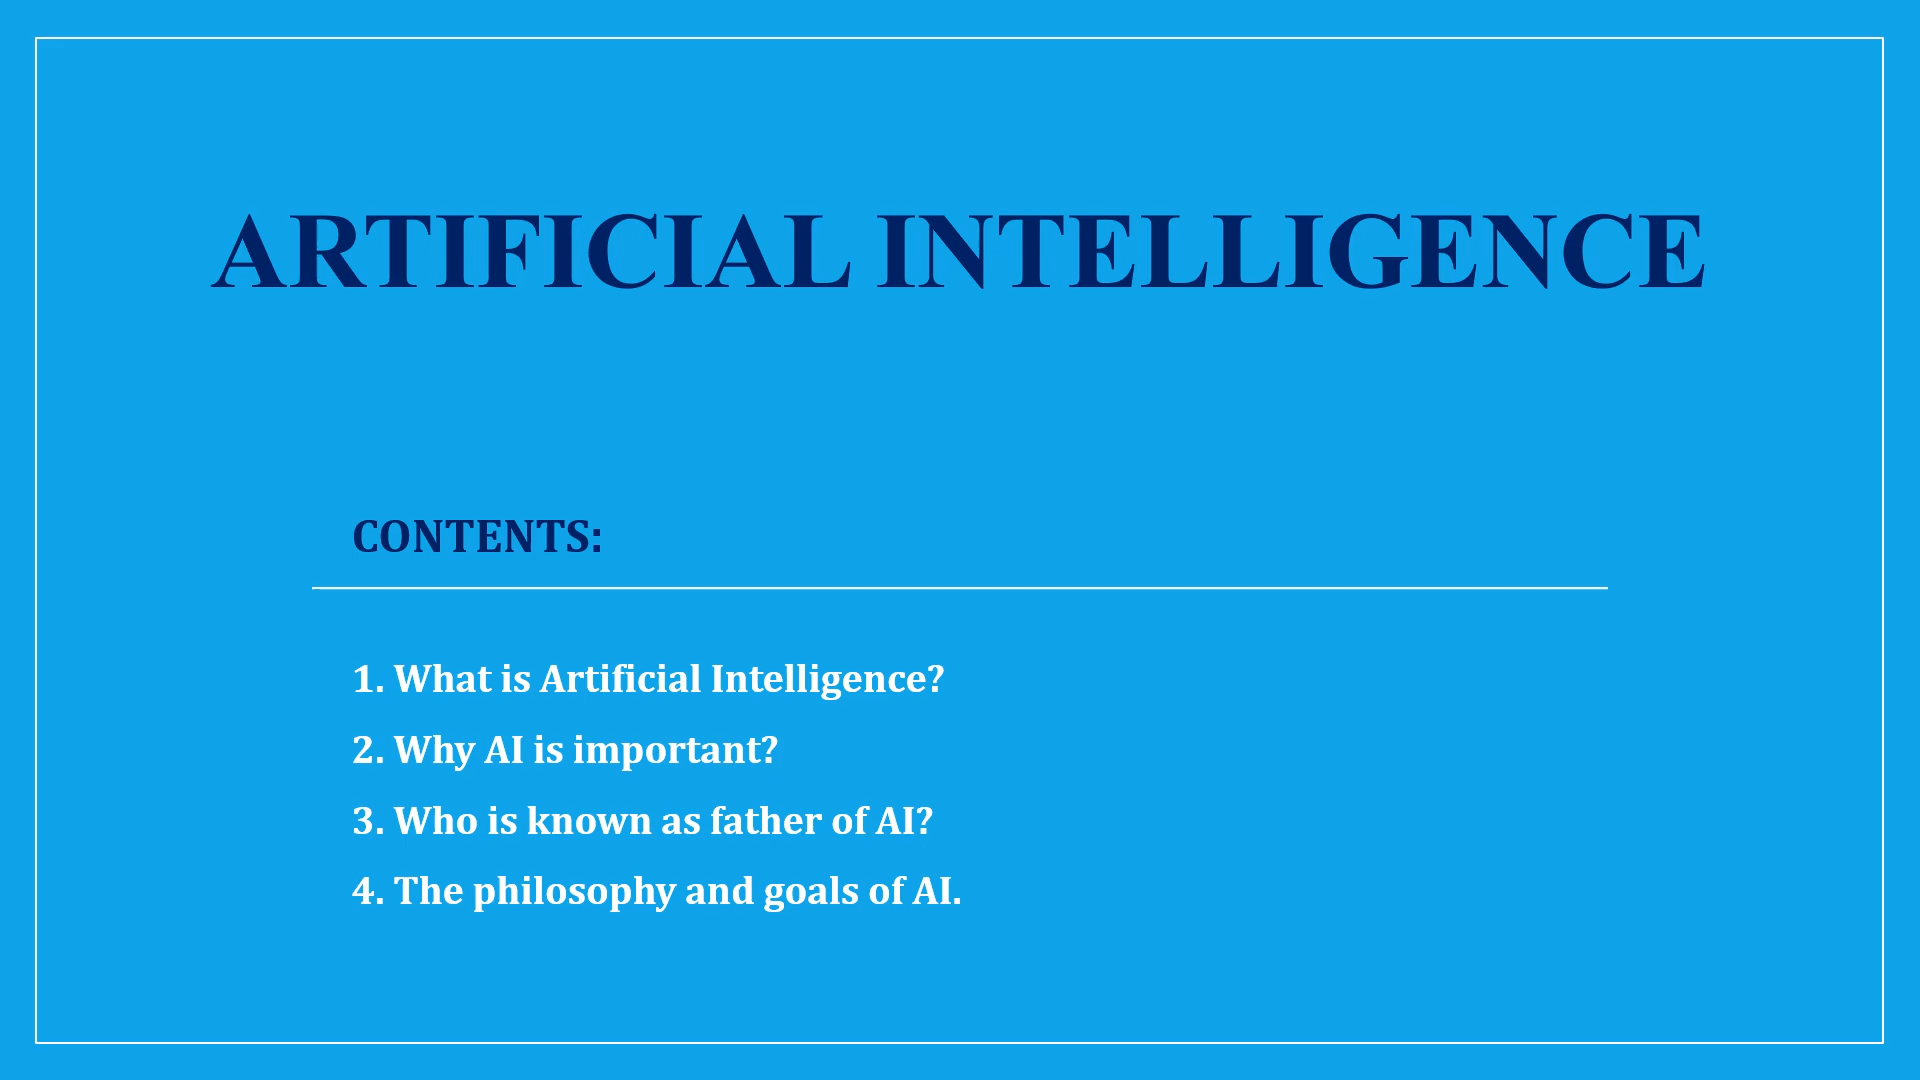 ARTIFICIAL INTELLIGENCE
CONTENTS:
1. What is Artificial Intelligence?
2. Why AI is important?
3. Who is known as father of AI?
4. The philosophy and goals of AI.